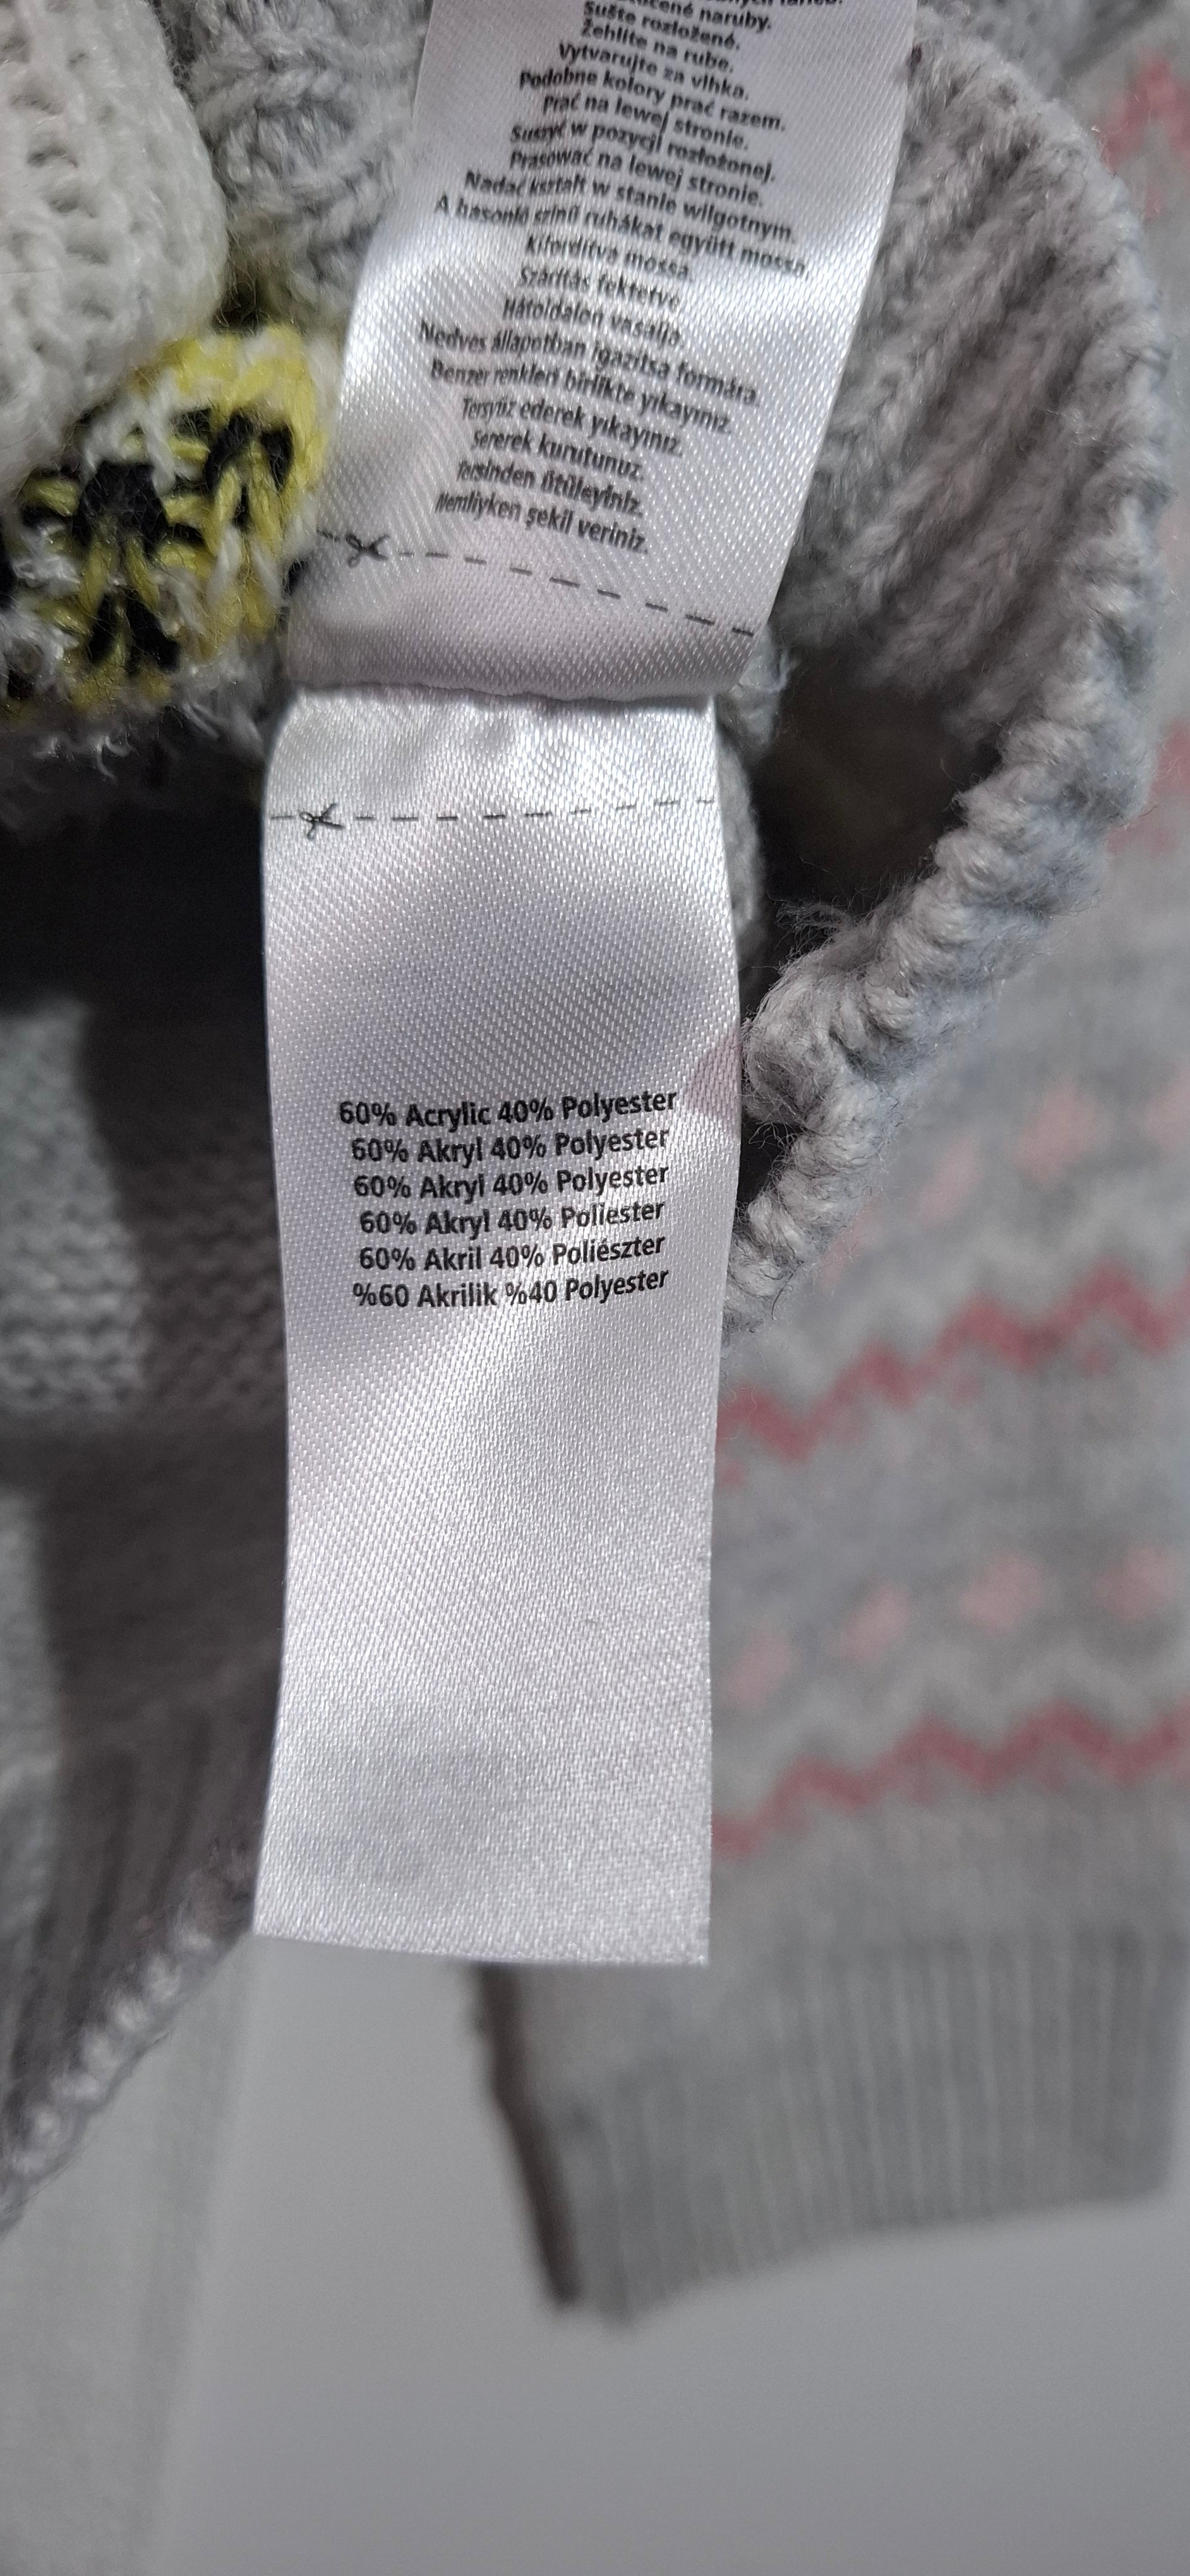 naruby.
Sušte rozložené.
Žehlite na rube.
Vytvarujte za vlhka.
Podobne kolory prać razem.
Prać na lewej stronie.
Suszyć w pozycji rozłożonej.
Prasować na lewej stronie.
Nadać kształt w stanie wilgotnym.
A hasonló színű ruhákat együtt mossa.
Kifordítva mossa.
Szárítás fektetve
Hátoldalon vasalja.
Nedves állapotban igazítsa formára.
Benzer renkleri birlikte yıkayınız.
Tersyüz ederek yıkayınız.
Sererek kurutunuz.
Tersinden ütüleyiniz.
Nemliyken şekil veriniz.
60% Acrylic 40% Polyester
60% Akryl 40% Polyester
60% Akryl 40% Polyester
60% Akryl 40% Poliester
60% Akril 40% Poliészter
%60 Akrilik %40 Polyester